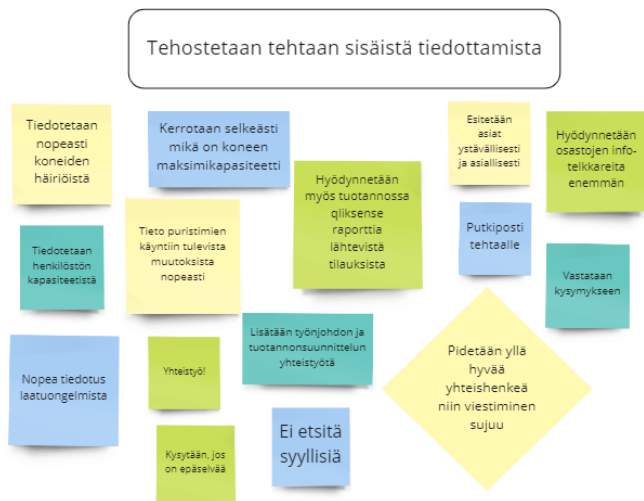 Tehostetaan tehtaan sisäistä tiedottamista
Tiedotetaan
nopeasti
koneiden
häiriöistä
Kerrotaan selkeästi
mikä on koneen
maksimikapasiteetti
Esitetään
asiat
ystävällisesti
ja asiallisesti
Hyödynnetään
osastojen info-
telkkareita
enemmän
Hyödynnetään
myös tuotannossa
qliksense
raporttia
lähtevistä
tilauksista
Tieto puristimien
käyntiin tulevista
muutoksista
nopeasti
Putkiposti
tehtaalle
Tiedotetaan
henkilöstön
kapasiteetistä
Vastataan
kysymykseen
Lisätään työnjohdon ja
tuotannonsuunnittelun
yhteistyötä
Nopea tiedotus
laatuongelmista
Yhteistyö!
Pidetään yllä
hyvää
yhteishenkeä
niin viestiminen
sujuu
Ei etsitä
syyllisiä
Kysytään, jos
on epäselvää